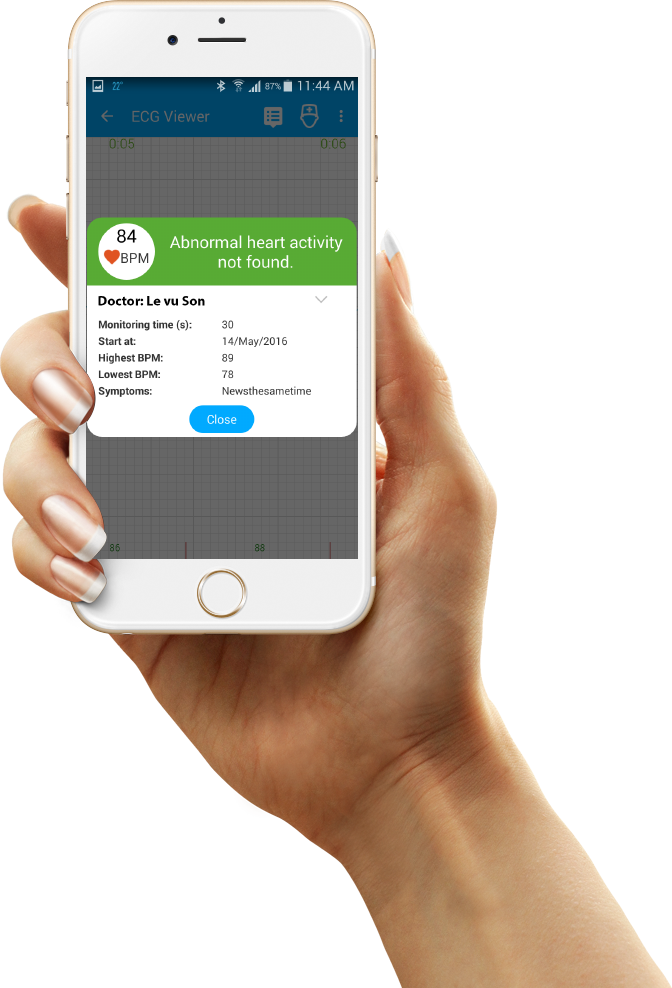 22° 87% 11:44 AM
ECG Viewer
0:05 0:06
84
BPM
Abnormal heart activity
not found.
Doctor: Le vu Son
Monitoring time (s): 30
Start at: 14/May/2016
Highest BPM: 89
Lowest BPM: 78
Symptoms: Newsthesametime
Close
86 88